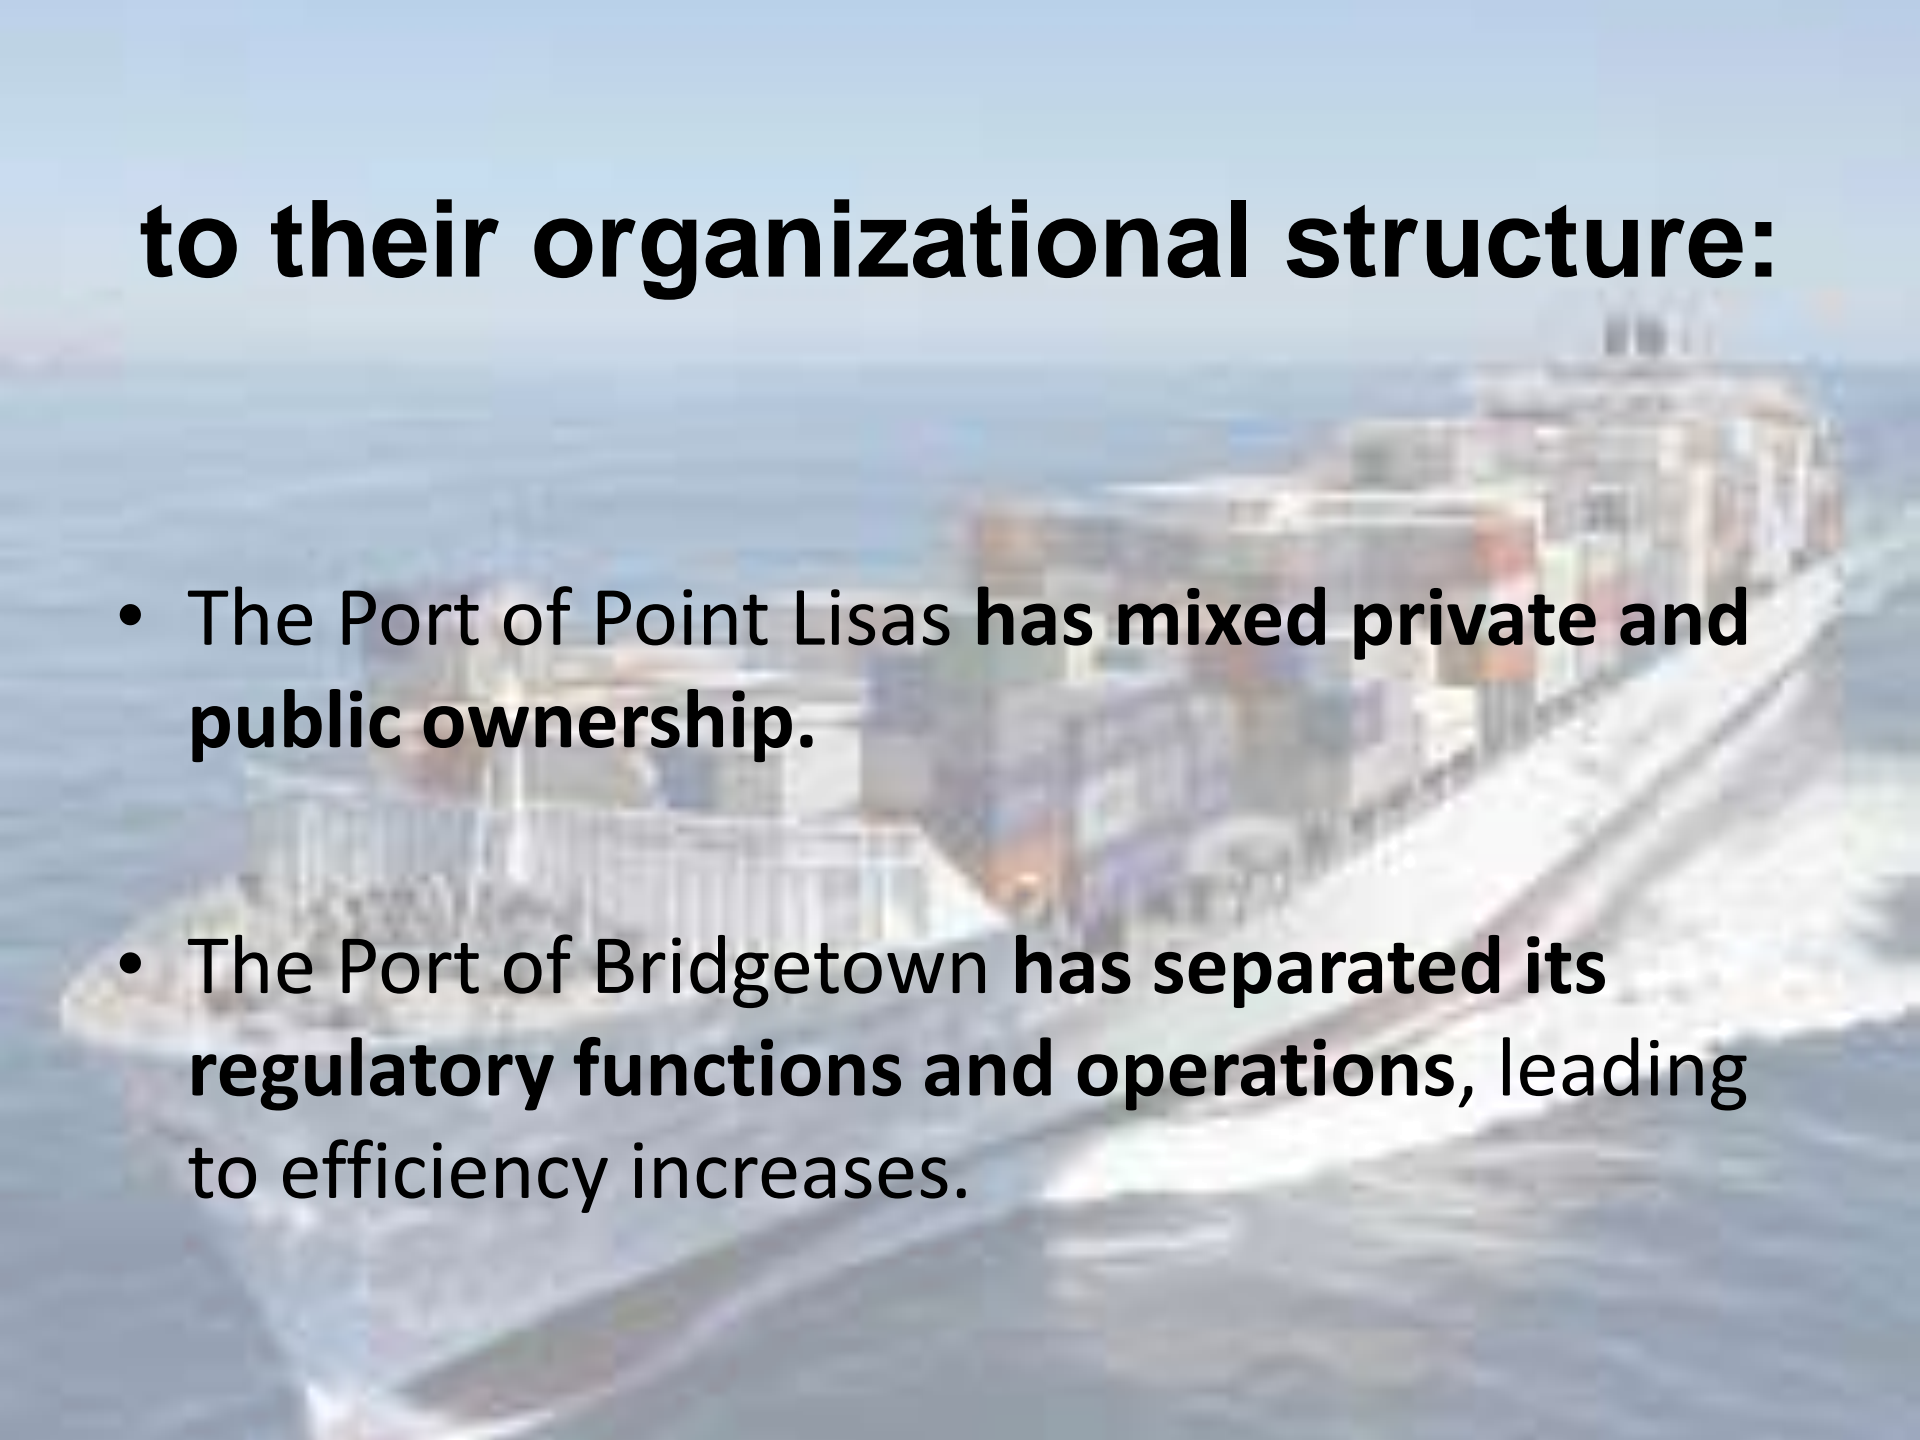 to their organizational structure:
• The Port of Point Lisas has mixed private and
public ownership.
• The Port of Bridgetown has separated its
regulatory functions and operations, leading
to efficiency increases.